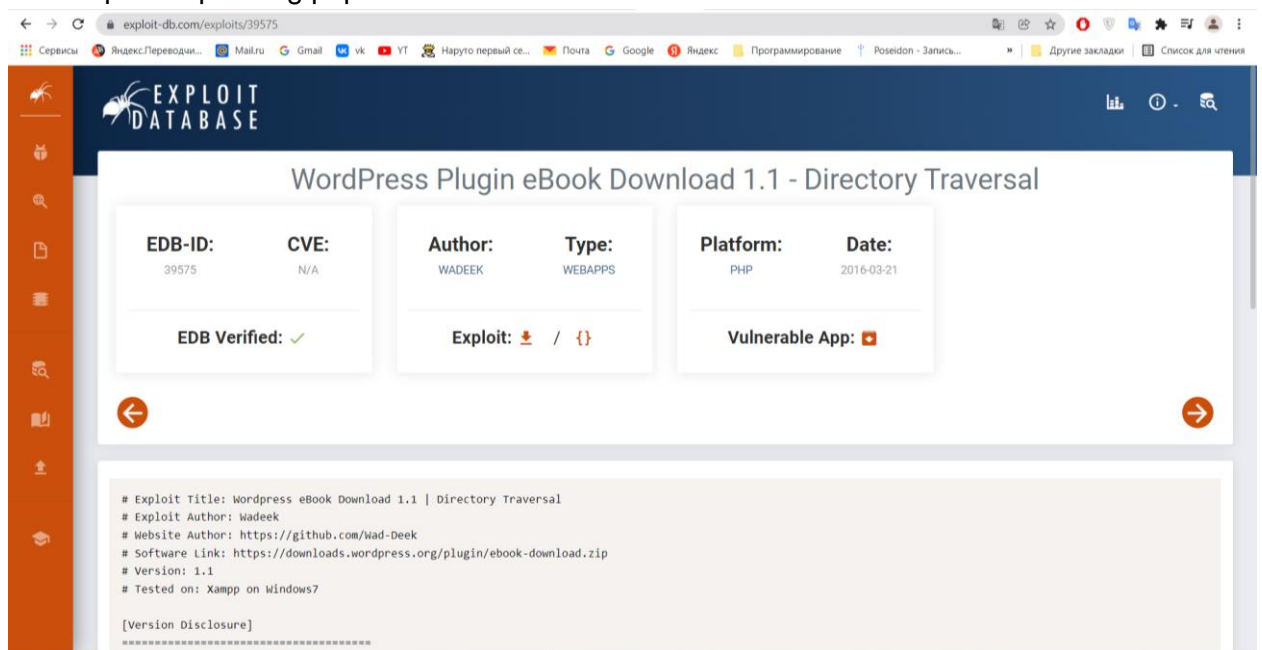 exploit-db.com/exploits/39575
Сервисы Яндекс.Переводчи... Mail.ru Gmail vk YT Наруто первый се... Почта Google Яндекс Программирование Poseidon - Запись... » Другие закладки Список для чтения
EXPLOIT
DATABASE
WordPress Plugin eBook Download 1.1 - Directory Traversal
EDB-ID: CVE: Author: Type: Platform: Date:
39575 N/A WADEEK WEBAPPS PHP 2016-03-21
EDB Verified: ✓ Exploit: / {} Vulnerable App:
# Exploit Title: Wordpress eBook Download 1.1 | Directory Traversal
# Exploit Author: Wadeek
# Website Author: https://github.com/Wad-Deek
# Software Link: https://downloads.wordpress.org/plugin/ebook-download.zip
# Version: 1.1
# Tested on: Xampp on Windows7
[Version Disclosure]
======================================